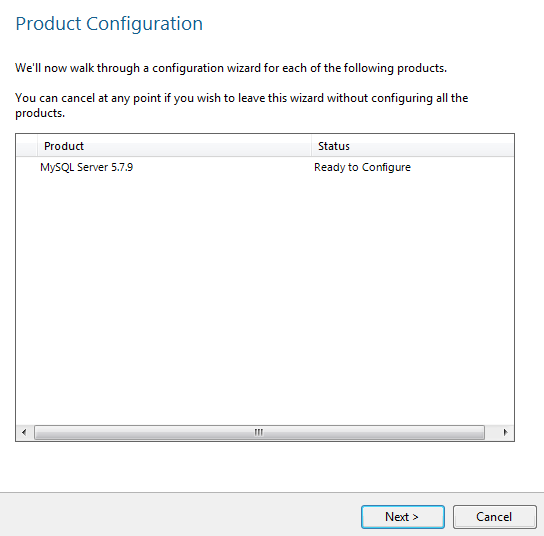 Product Configuration
We'll now walk through a configuration wizard for each of the following products.
You can cancel at any point if you wish to leave this wizard without configuring all the
products.
Product Status
MySQL Server 5.7.9 Ready to Configure
Next > Cancel